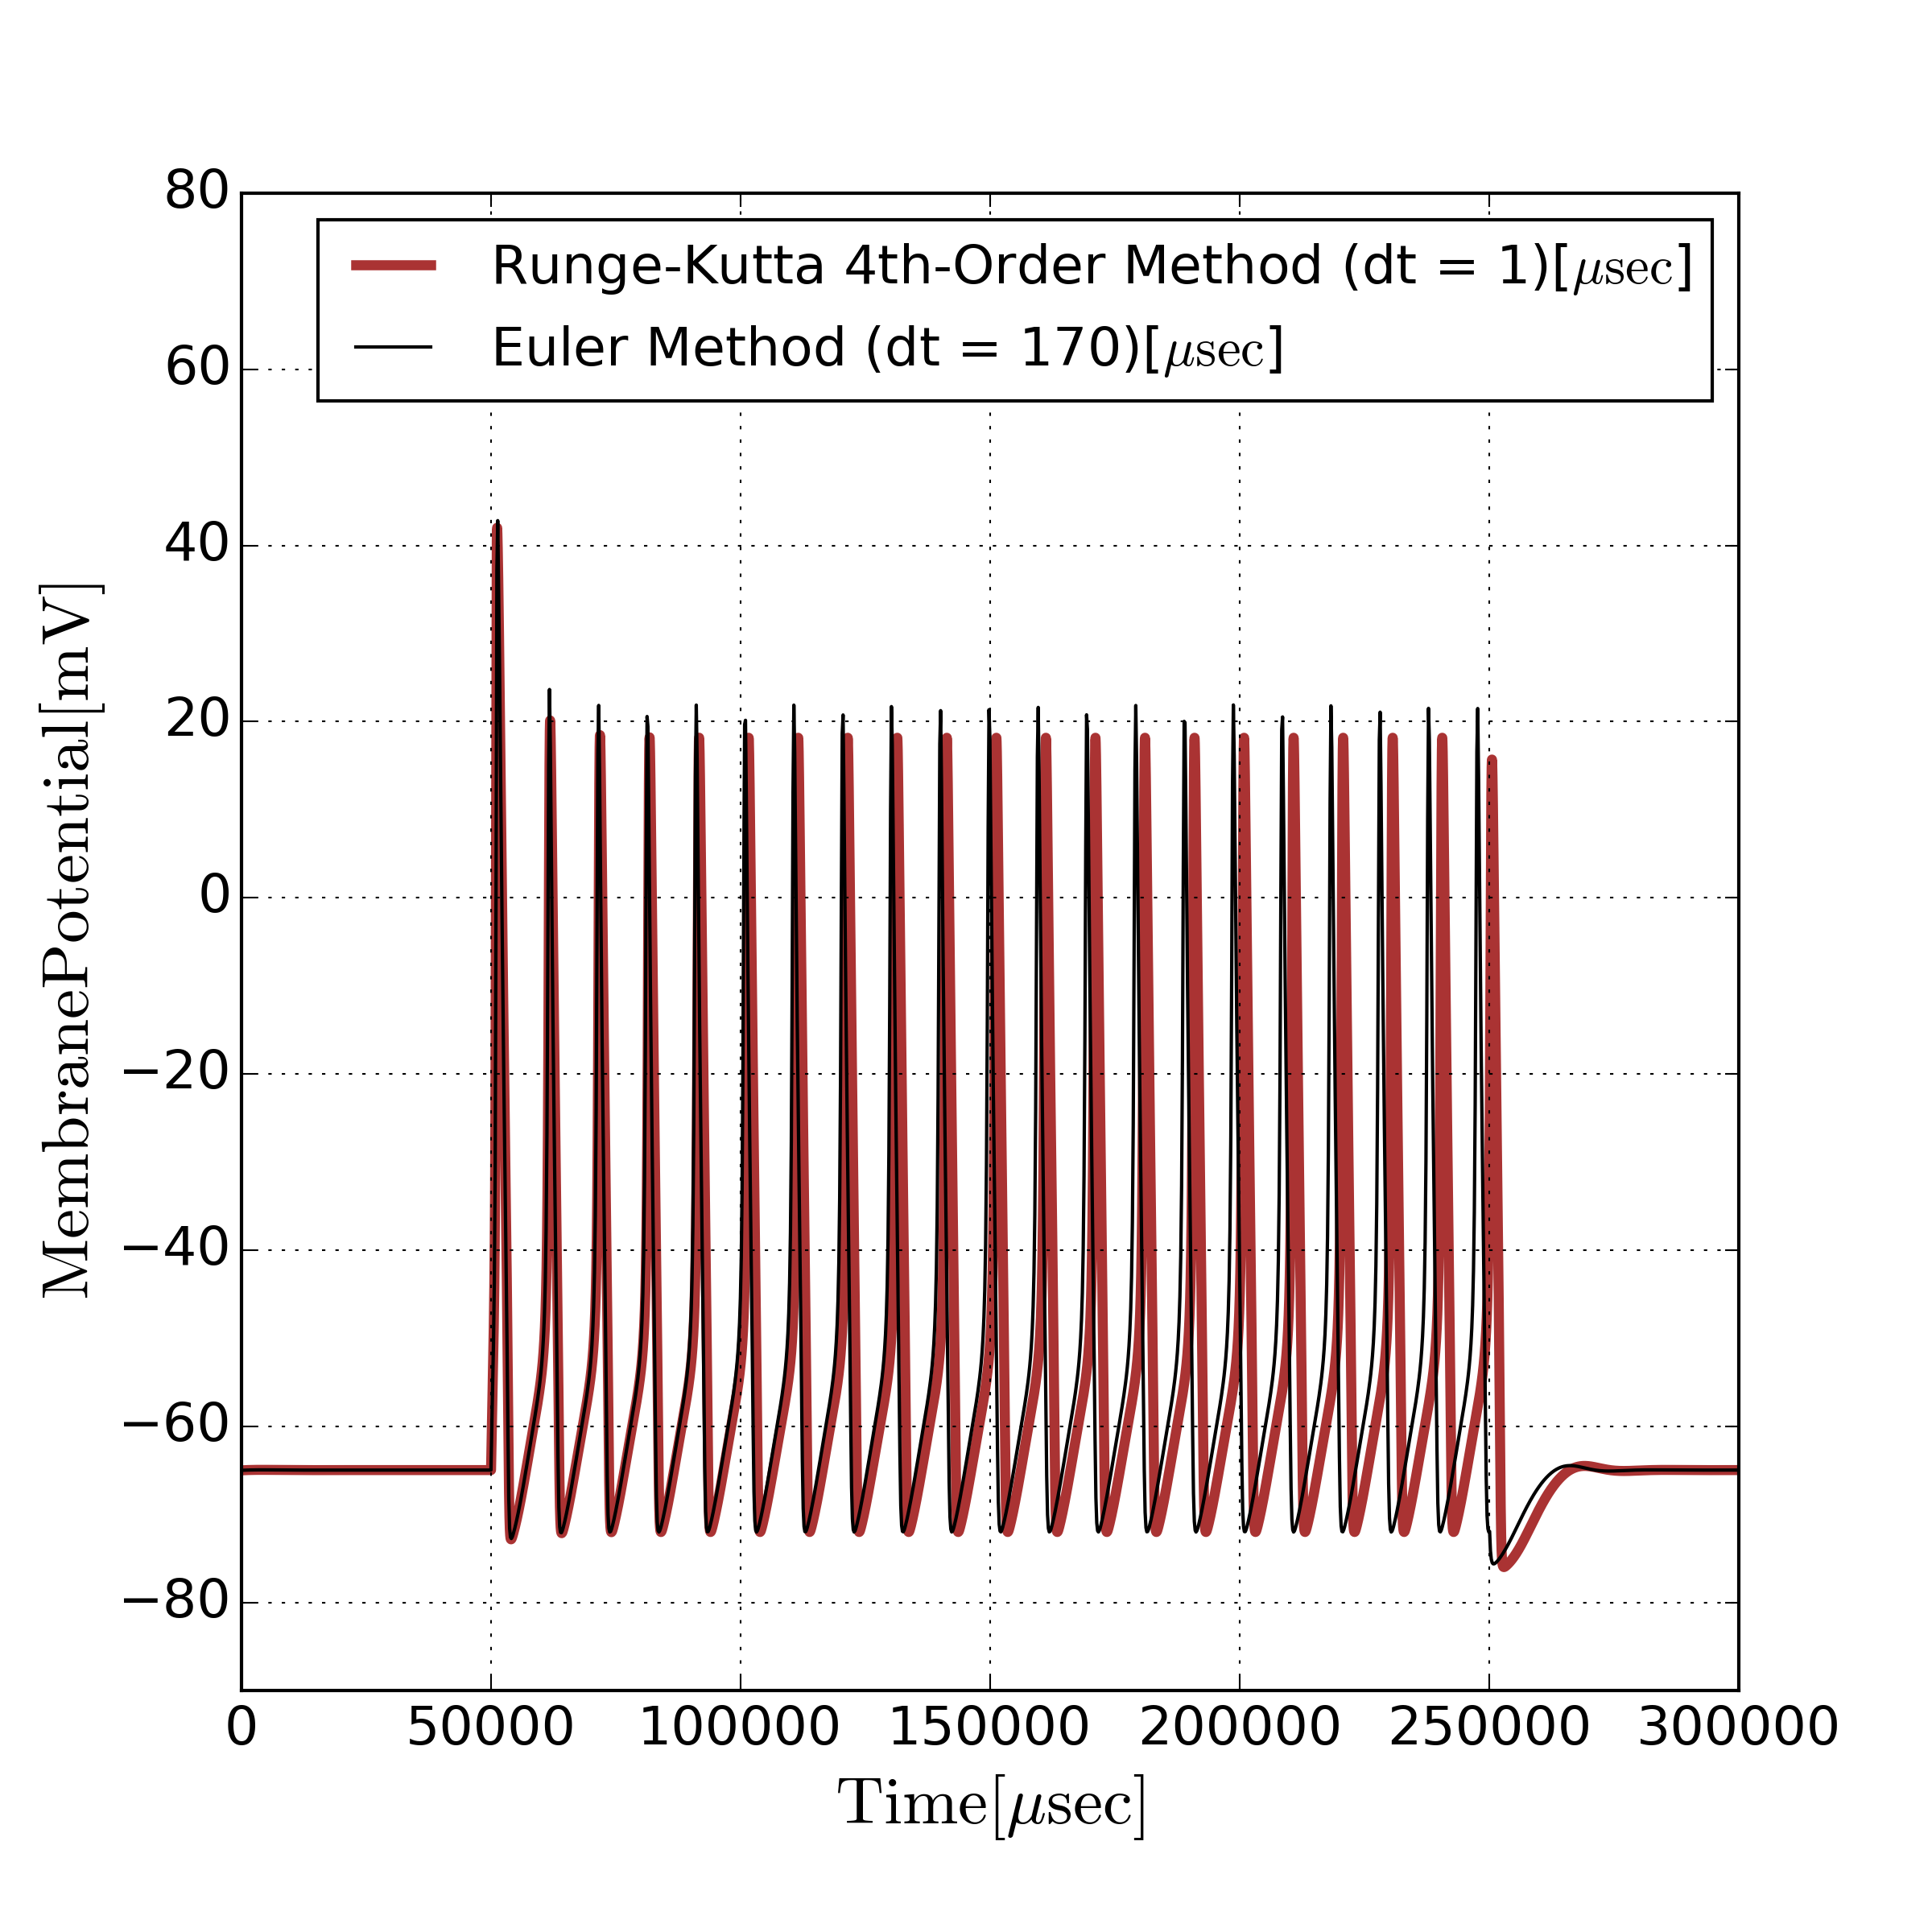 Runge-Kutta 4th-Order Method (dt = 1)[μsec]
Euler Method (dt = 170)[μsec]
80
60
40
20
0
−20
−40
−60
−80
MembranePotential[mV]
0 50000 100000 150000 200000 250000 300000
Time[μsec]